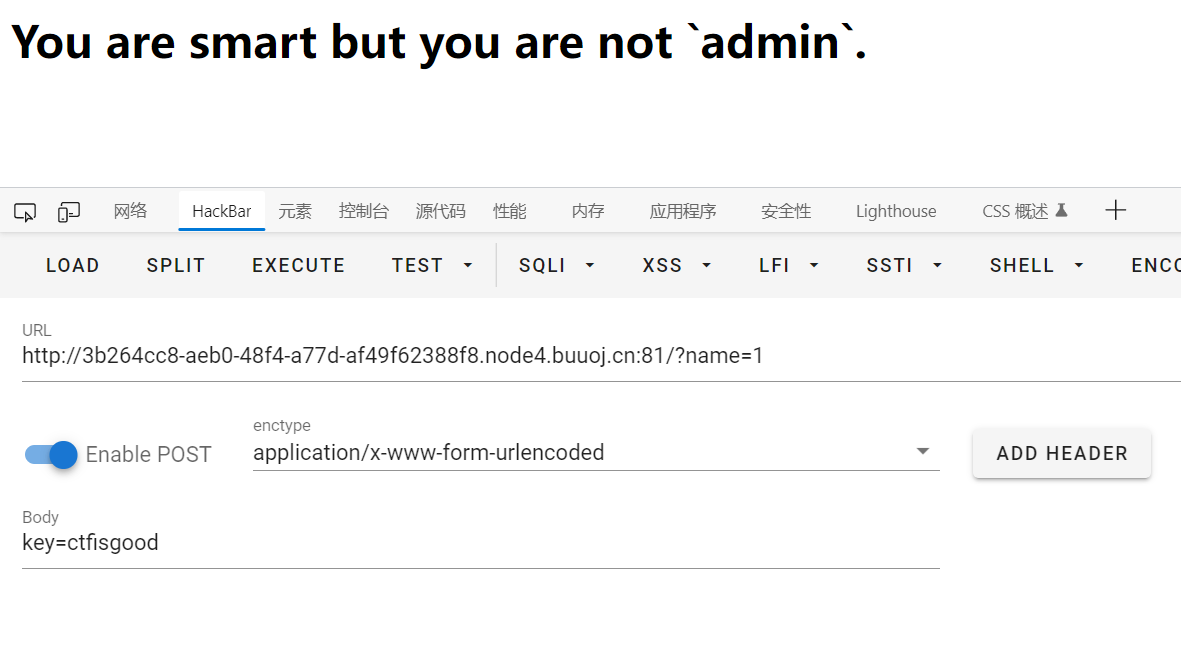 You are smart but you are not `admin`.
网络 HackBar 元素 控制台 源代码 性能 内存 应用程序 安全性 Lighthouse CSS 概述
LOAD SPLIT EXECUTE TEST SQLI XSS LFI SSTI SHELL ENCO
URL
http://3b264cc8-aeb0-48f4-a77d-af49f62388f8.node4.buuoj.cn:81/?name=1
enctype
Enable POST application/x-www-form-urlencoded ADD HEADER
Body
key=ctfisgood